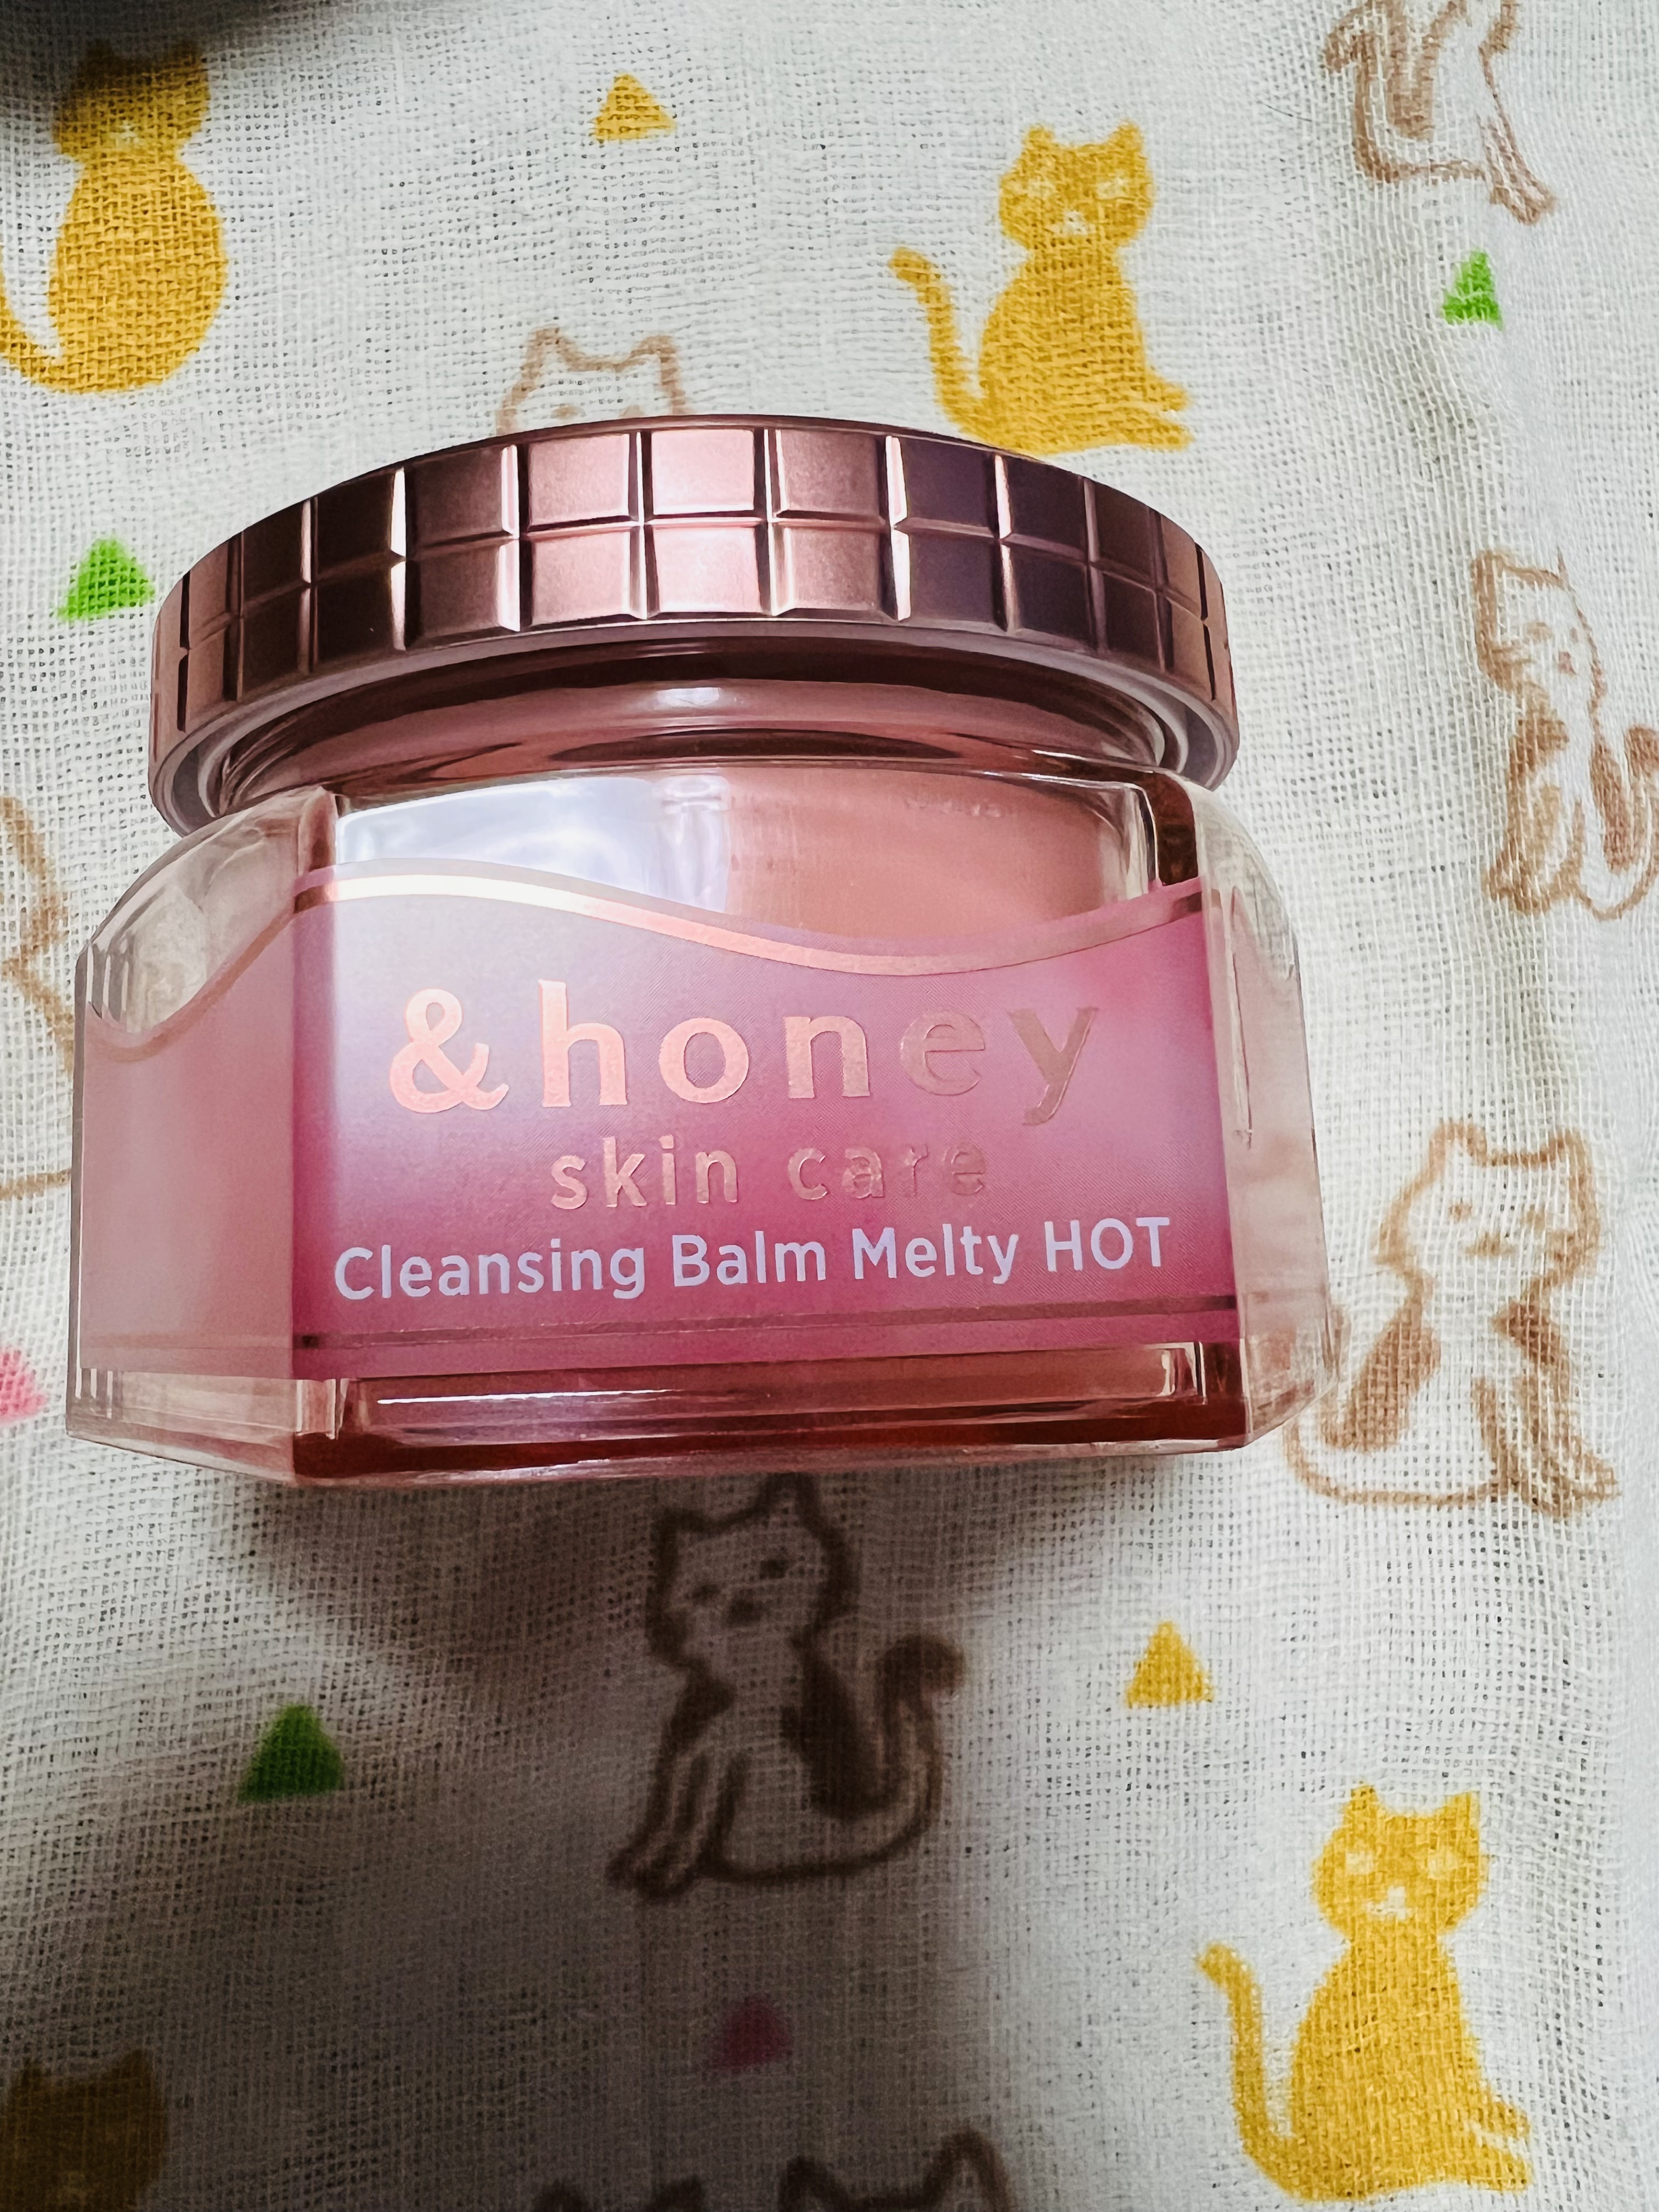 &honey
skin care
Cleansing Balm Melty HOT